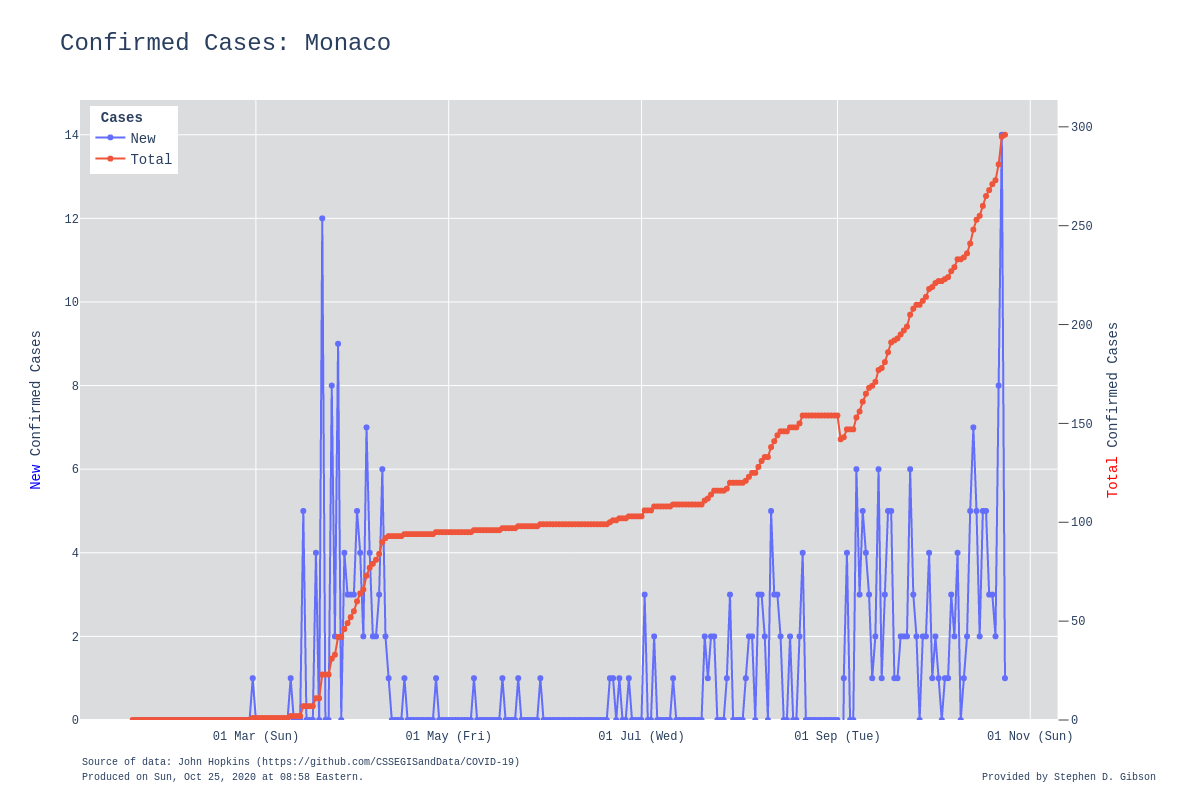 Confirmed Cases: Monaco
Cases
New
Total
14
12
10
8
6
4
2
0
300
250
200
150
100
50
0
New Confirmed Cases
Total Confirmed Cases
01 Mar (Sun)
01 May (Fri)
01 Jul (Wed)
01 Sep (Tue)
01 Nov (Sun)
Source of data: John Hopkins (https://github.com/CSSEGISandData/COVID-19)
Produced on Sun, Oct 25, 2020 at 08:58 Eastern.
Provided by Stephen D. Gibson